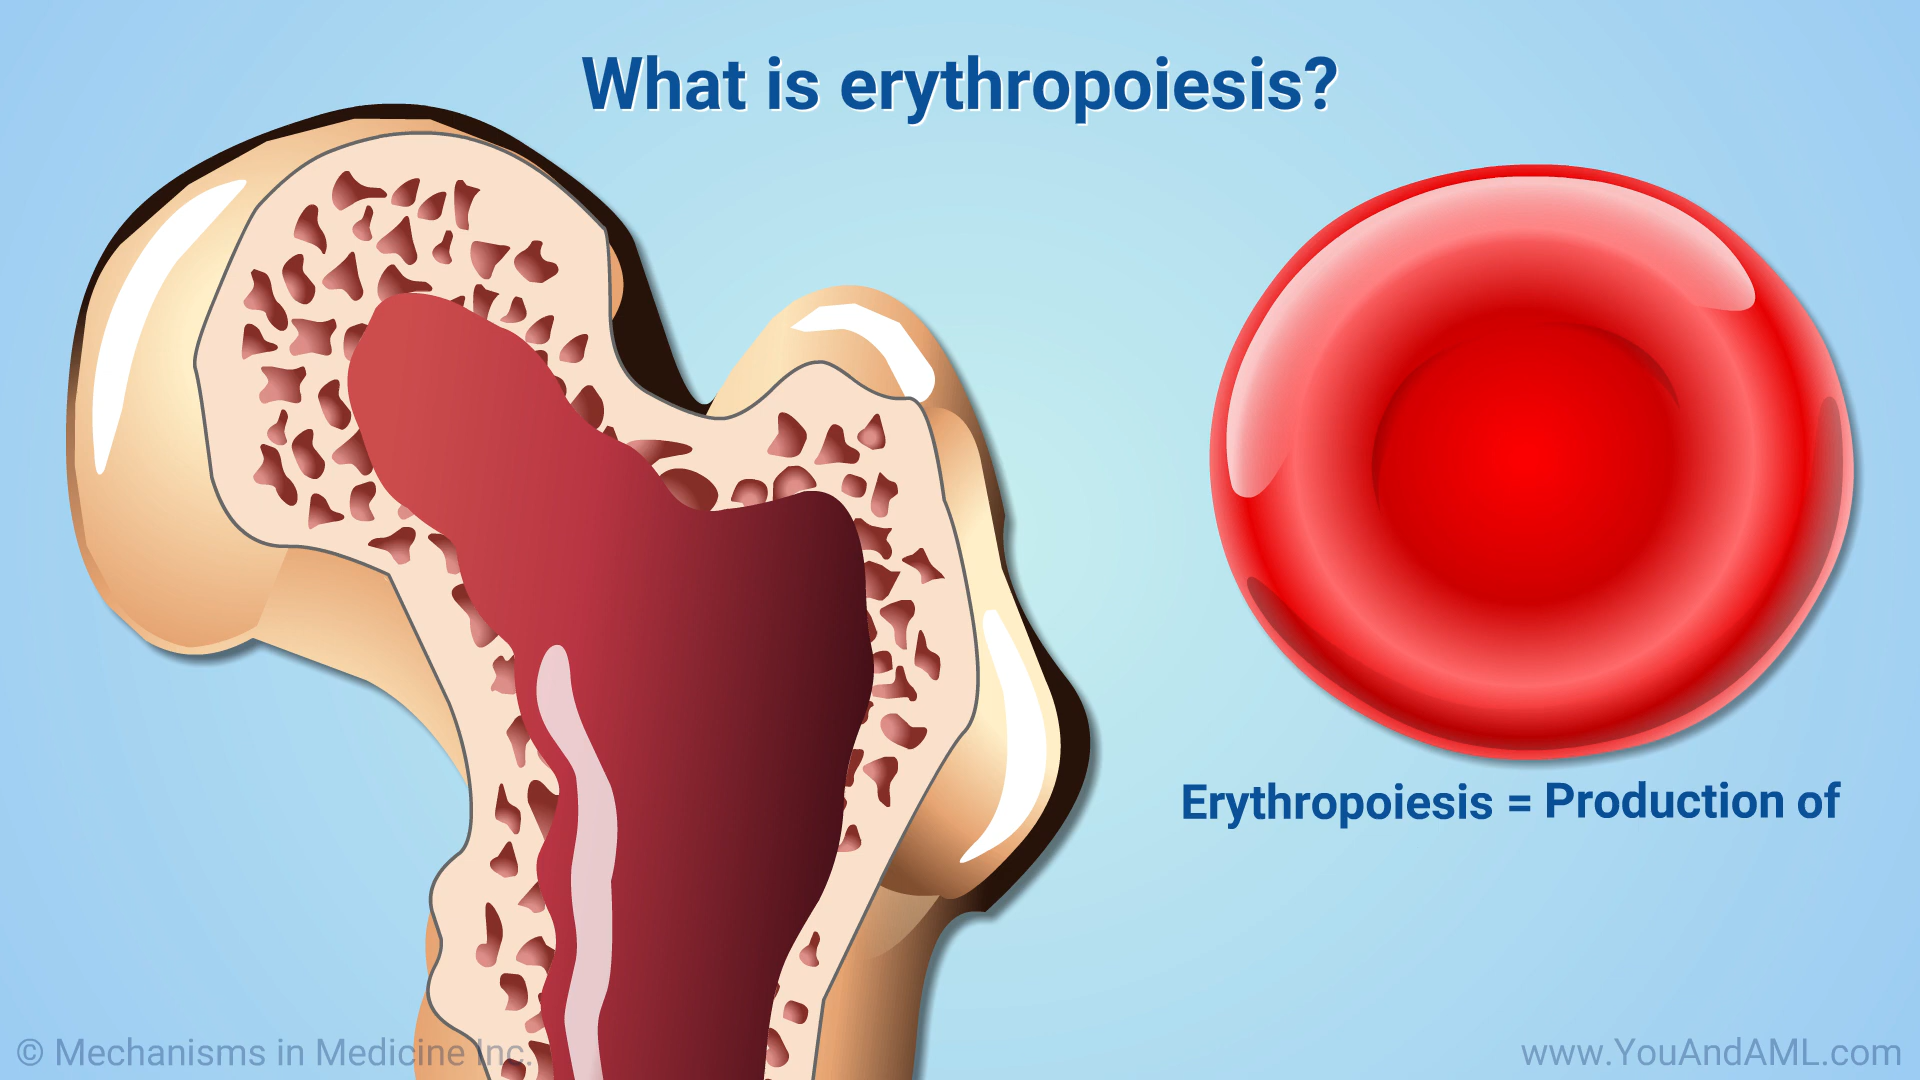 What is erythropoiesis?
Erythropoiesis = Production of
© Mechanisms in Medicine Inc.
www.YouAndAML.com